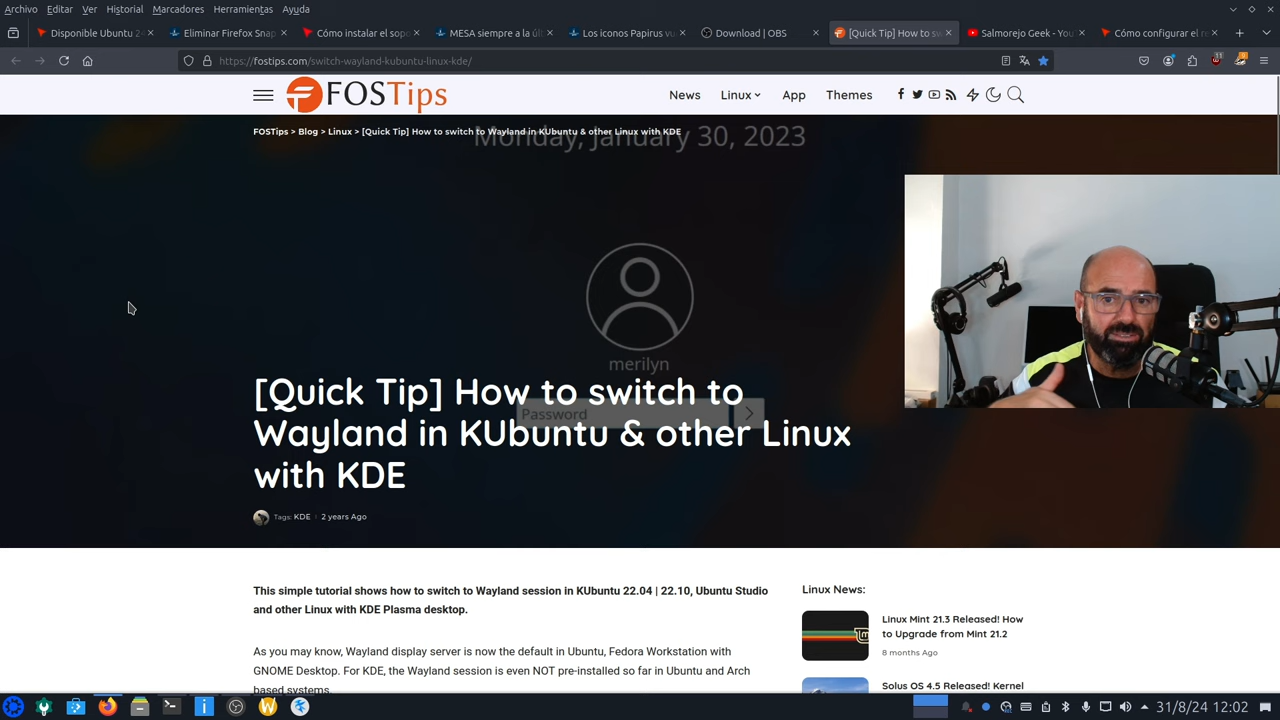 Archivo Editar Ver Historial Marcadores Herramientas Ayuda
Disponible Ubuntu 24
Eliminar Firefox Snap
Cómo instalar el sopo
MESA siempre a la últ
Los iconos Papirus vu
Download | OBS
[Quick Tip] How to sw
Salmorejo Geek - You
Cómo configurar el re
https://fostips.com/switch-wayland-kubuntu-linux-kde/
11
FOSTips
News Linux App Themes
FOSTips > Blog > Linux > [Quick Tip] How to switch to Wayland in KUbuntu & other Linux with KDE
Monday, January 30, 2023
merilyn
Password
[Quick Tip] How to switch to
Wayland in KUbuntu & other Linux
with KDE
Tags: KDE 2 years Ago
This simple tutorial shows how to switch to Wayland session in KUbuntu 22.04 | 22.10, Ubuntu Studio
and other Linux with KDE Plasma desktop.
As you may know, Wayland display server is now the default in Ubuntu, Fedora Workstation with
GNOME Desktop. For KDE, the Wayland session is even NOT pre-installed so far in Ubuntu and Arch
based systems.
Linux News:
Linux Mint 21.3 Released! How
to Upgrade from Mint 21.2
8 months Ago
Solus OS 4.5 Released! Kernel
31/8/24 12:02